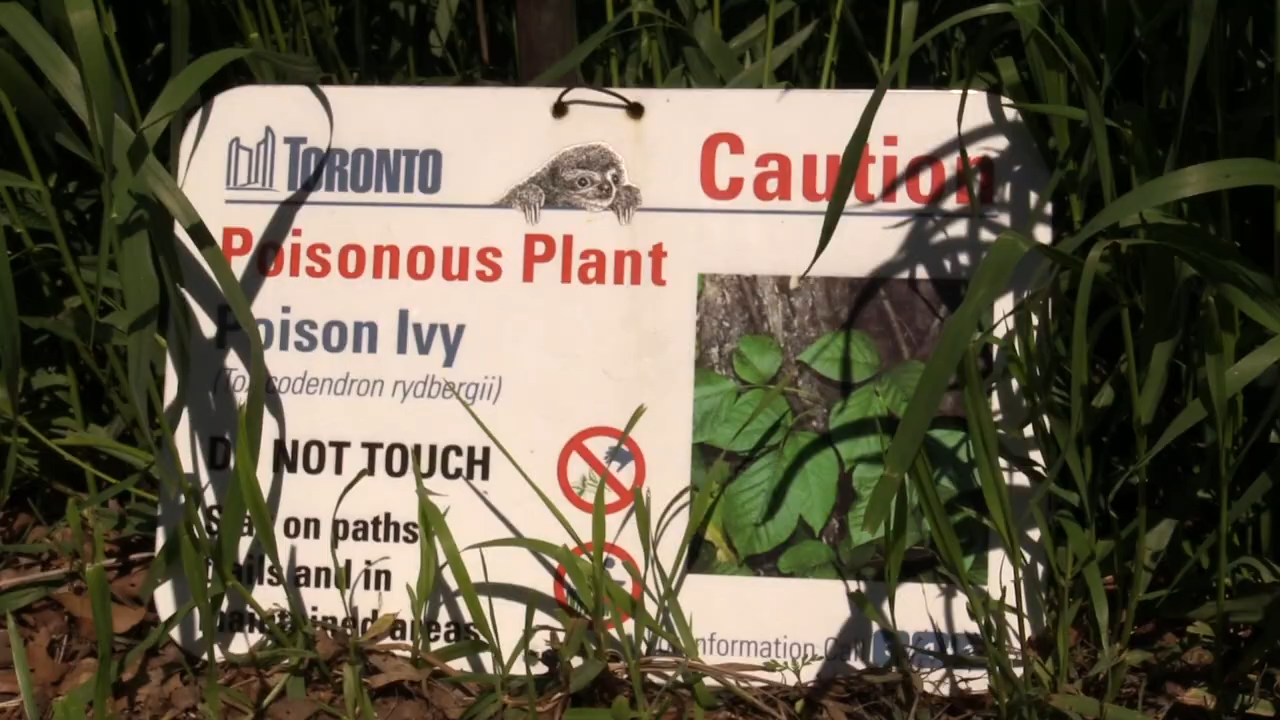 TORONTO
Caution
Poisonous Plant
Poison Ivy
(Toxicodendron rydbergii)
DO NOT TOUCH
Stay on paths
trails and in
maintained areas
Information Call